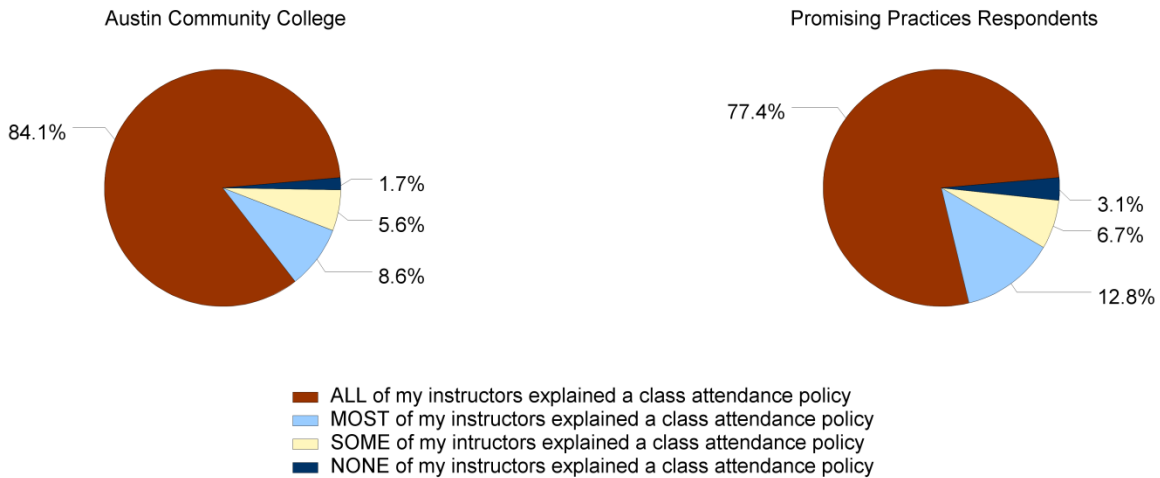 Austin Community College
Promising Practices Respondents
84.1%
1.7%
5.6%
8.6%
77.4%
3.1%
6.7%
12.8%
ALL of my instructors explained a class attendance policy
MOST of my instructors explained a class attendance policy
SOME of my intructors explained a class attendance policy
NONE of my instructors explained a class attendance policy